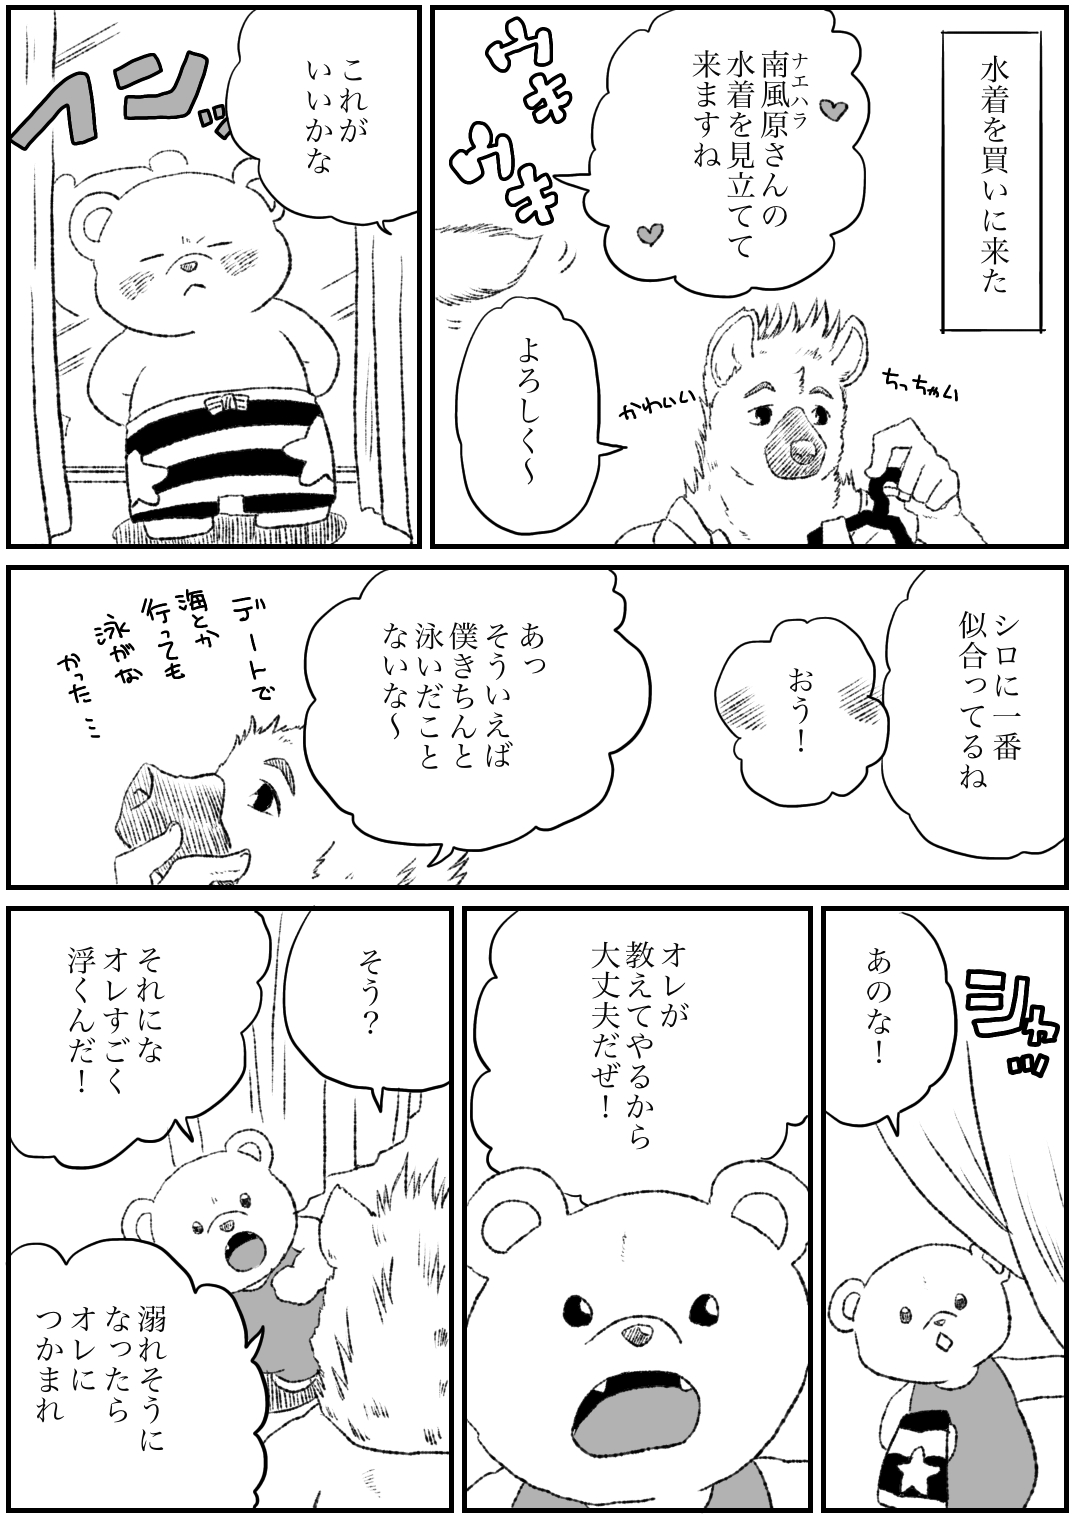 水着を買いに来た
ナエハラ
南風原さんの
水着を見立てて
来ますね
ウキ
ウキ
よろしく〜
ちっちゃい
かわいい
これが
いいかな
ヘンッ
シロに一番
似合ってるね
おう！
あっ
そういえば
僕きちんと
泳いだこと
ないな〜
デートで
海とか
行っても
泳がな
かった…
シャッ
あのな！
オレが
教えてやるから
大丈夫だぜ！
そう？
それにな
オレすごく
浮くんだ！
溺れそうに
なったら
オレに
つかまれ